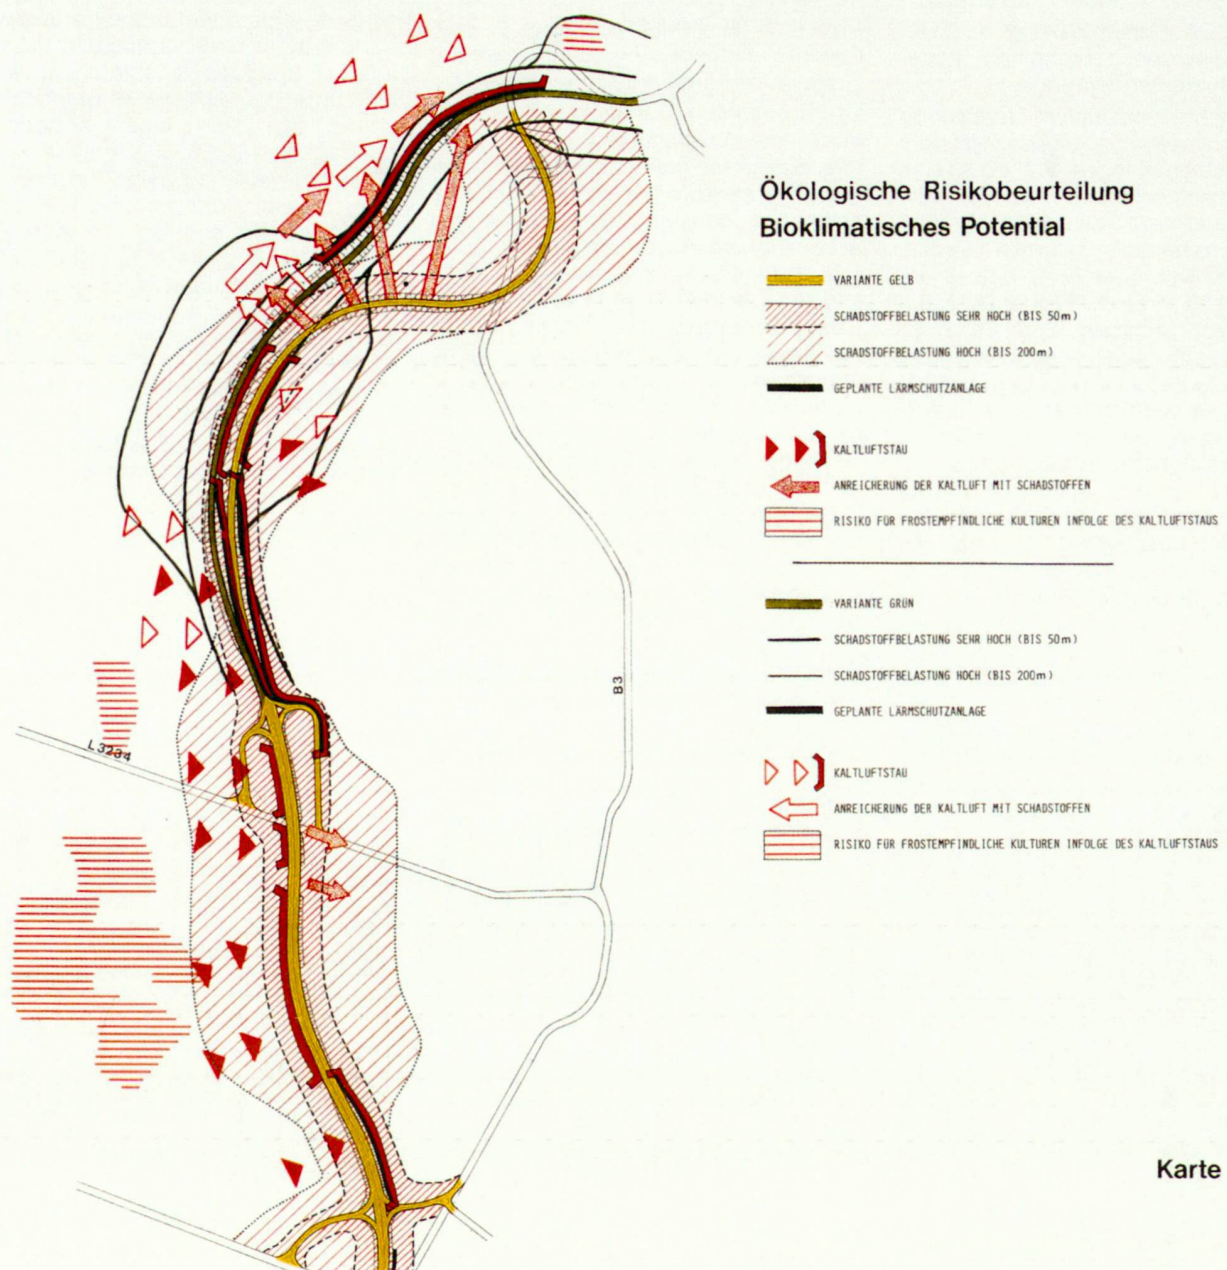 Ökologische Risikobeurteilung
Bioklimatisches Potential
VARIANTE GELB
SCHADSTOFFBELASTUNG SEHR HOCH (BIS 50m)
SCHADSTOFFBELASTUNG HOCH (BIS 200m)
GEPLANTE LÄRMSCHUTZANLAGE
KALTLUFTSTAU
ANREICHERUNG DER KALTLUFT MIT SCHADSTOFFEN
RISIKO FÜR FROSTEMPFINDLICHE KULTUREN INFOLGE DES KALTLUFTSTAUS
VARIANTE GRÜN
SCHADSTOFFBELASTUNG SEHR HOCH (BIS 50m)
SCHADSTOFFBELASTUNG HOCH (BIS 200m)
GEPLANTE LÄRMSCHUTZANLAGE
KALTLUFTSTAU
ANREICHERUNG DER KALTLUFT MIT SCHADSTOFFEN
RISIKO FÜR FROSTEMPFINDLICHE KULTUREN INFOLGE DES KALTLUFTSTAUS
B3
L3234
Karte